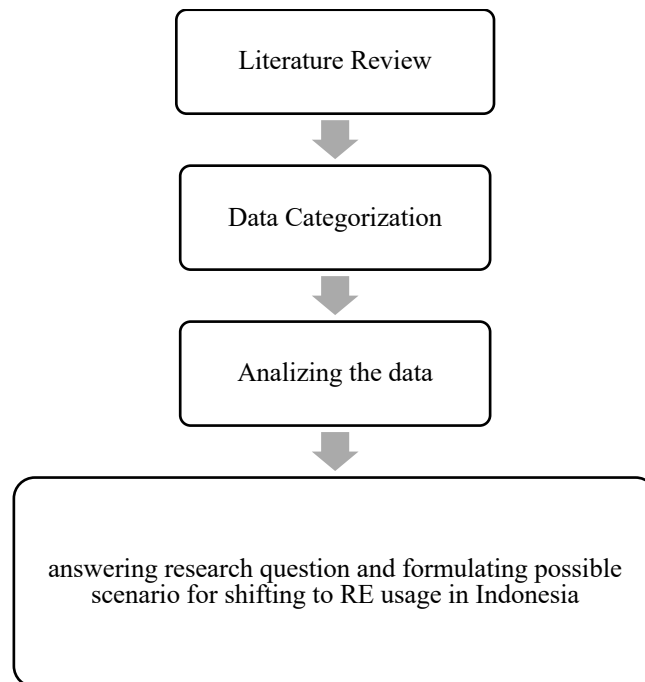 Literature Review
Data Categorization
Analizing the data
answering research question and formulating possible
scenario for shifting to RE usage in Indonesia